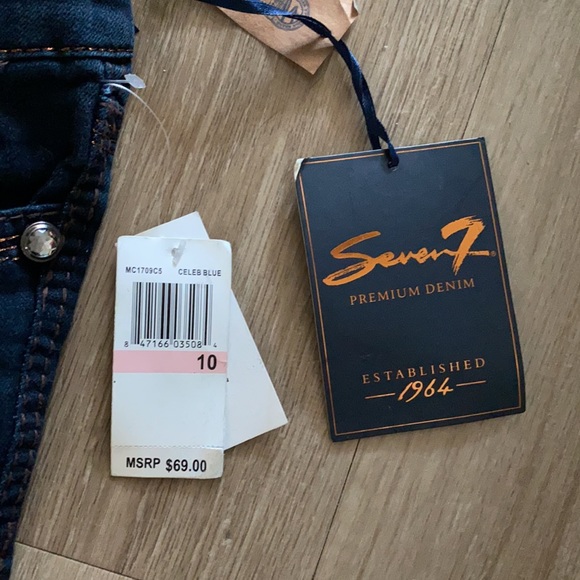 MC1709C5 CELEB BLUE
8 47166 03508 4
10
MSRP $69.00
Seven7®
PREMIUM DENIM
ESTABLISHED
1964